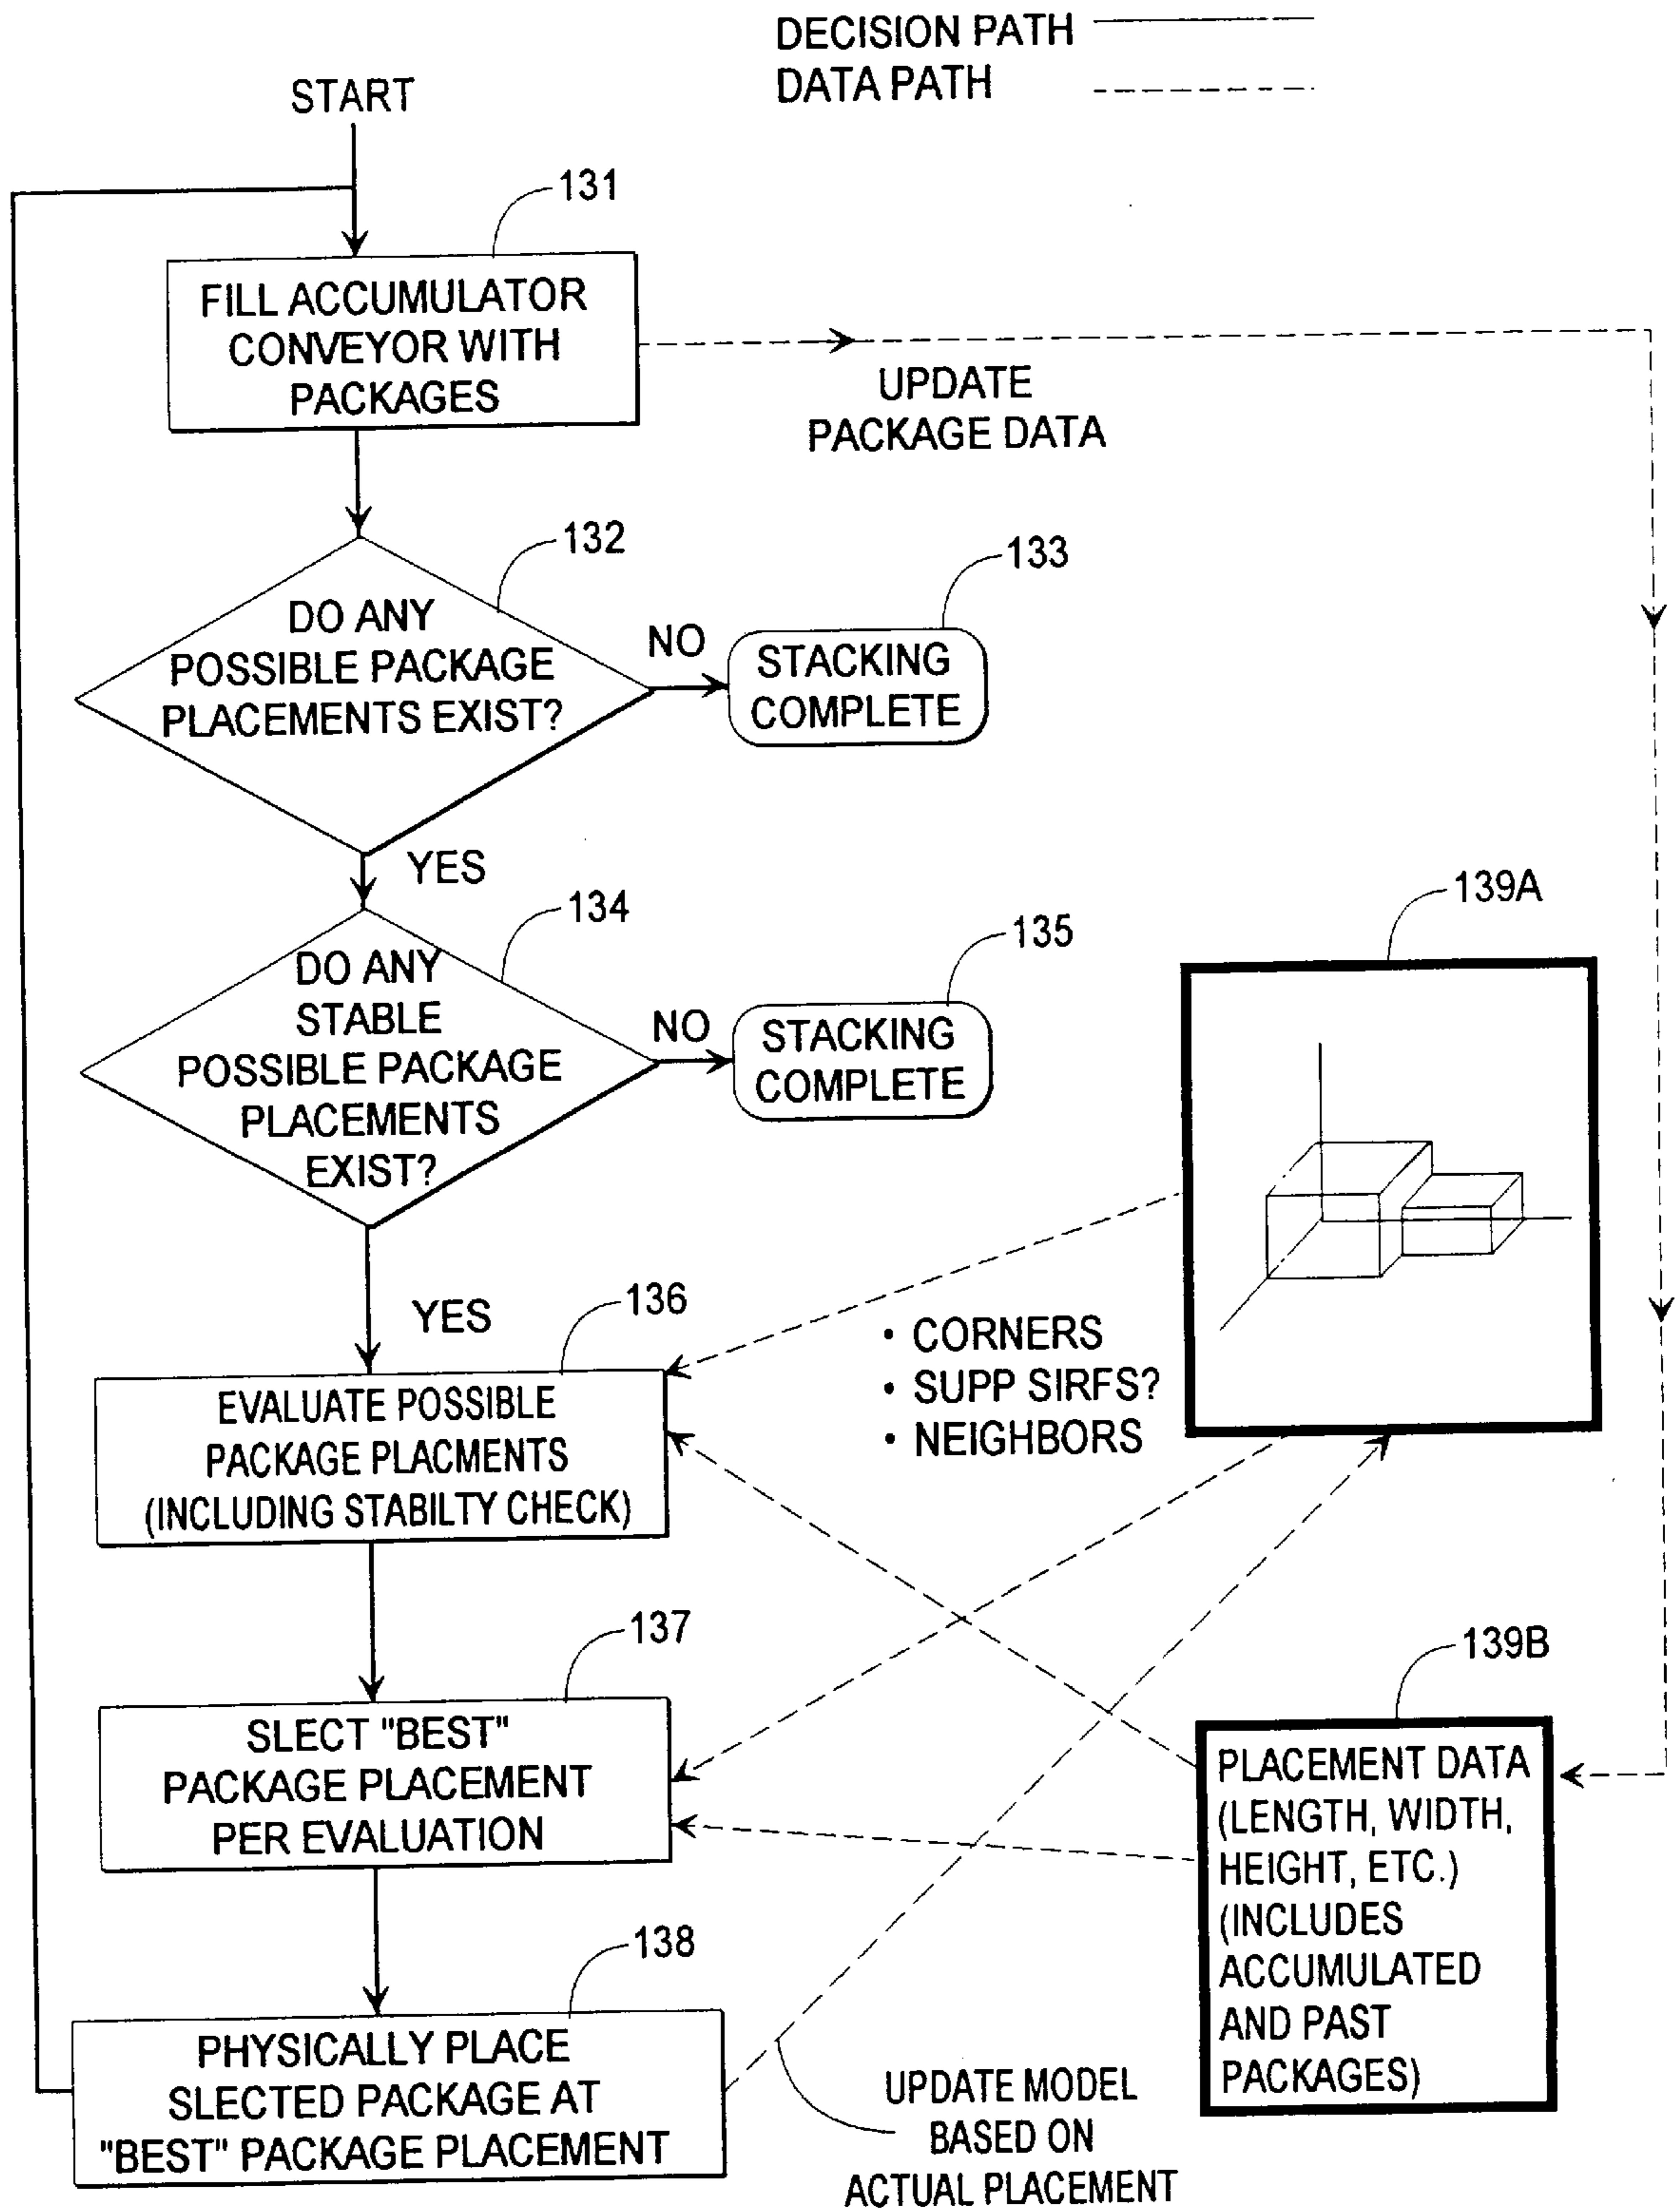 DECISION PATH
DATA PATH
START
131
FILL ACCUMULATOR
CONVEYOR WITH
PACKAGES
UPDATE
PACKAGE DATA
132
DO ANY
POSSIBLE PACKAGE
PLACEMENTS EXIST?
NO
133
STACKING
COMPLETE
YES
134
DO ANY
STABLE
POSSIBLE PACKAGE
PLACEMENTS
EXIST?
NO
135
STACKING
COMPLETE
139A
YES
136
EVALUATE POSSIBLE
PACKAGE PLACMENTS
(INCLUDING STABILTY CHECK)
• CORNERS
• SUPP SIRFS?
• NEIGHBORS
137
SLECT "BEST"
PACKAGE PLACEMENT
PER EVALUATION
139B
PLACEMENT DATA
(LENGTH, WIDTH,
HEIGHT, ETC.)
(INCLUDES
ACCUMULATED
AND PAST
PACKAGES)
138
PHYSICALLY PLACE
SLECTED PACKAGE AT
"BEST" PACKAGE PLACEMENT
UPDATE MODEL
BASED ON
ACTUAL PLACEMENT